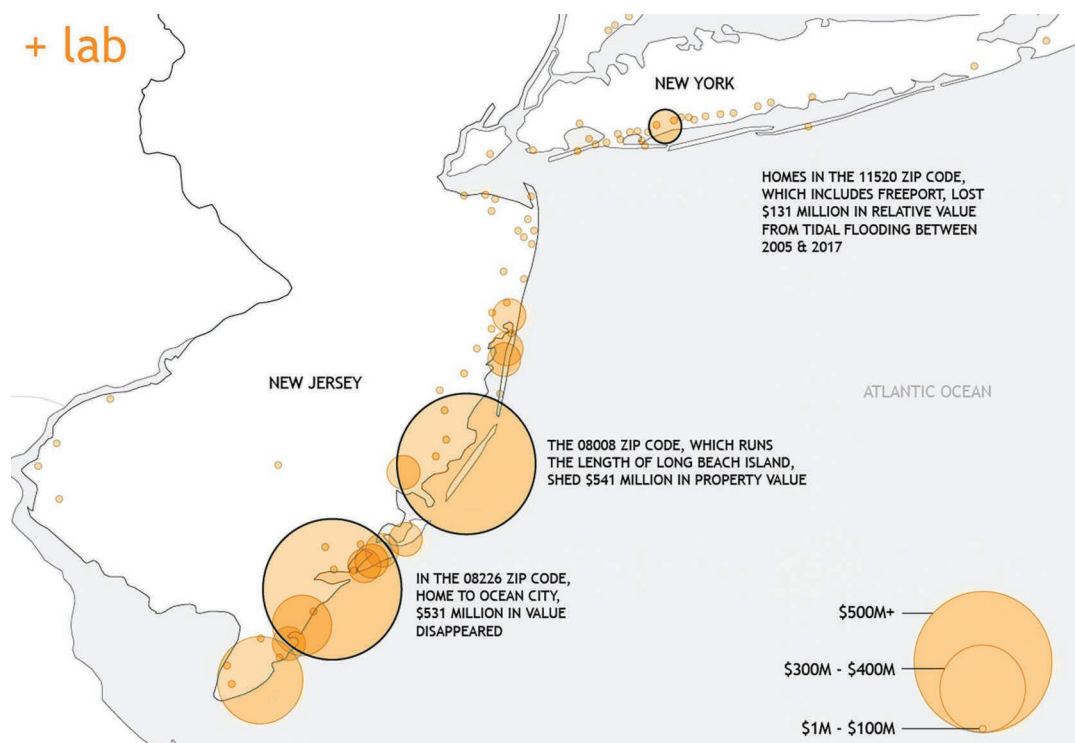 + lab
NEW YORK
HOMES IN THE 11520 ZIP CODE,
WHICH INCLUDES FREEPORT, LOST
$131 MILLION IN RELATIVE VALUE
FROM TIDAL FLOODING BETWEEN
2005 & 2017
NEW JERSEY
ATLANTIC OCEAN
THE 08008 ZIP CODE, WHICH RUNS
THE LENGTH OF LONG BEACH ISLAND,
SHED $541 MILLION IN PROPERTY VALUE
IN THE 08226 ZIP CODE,
HOME TO OCEAN CITY,
$531 MILLION IN VALUE
DISAPPEARED
$500M+
$300M - $400M
$1M - $100M